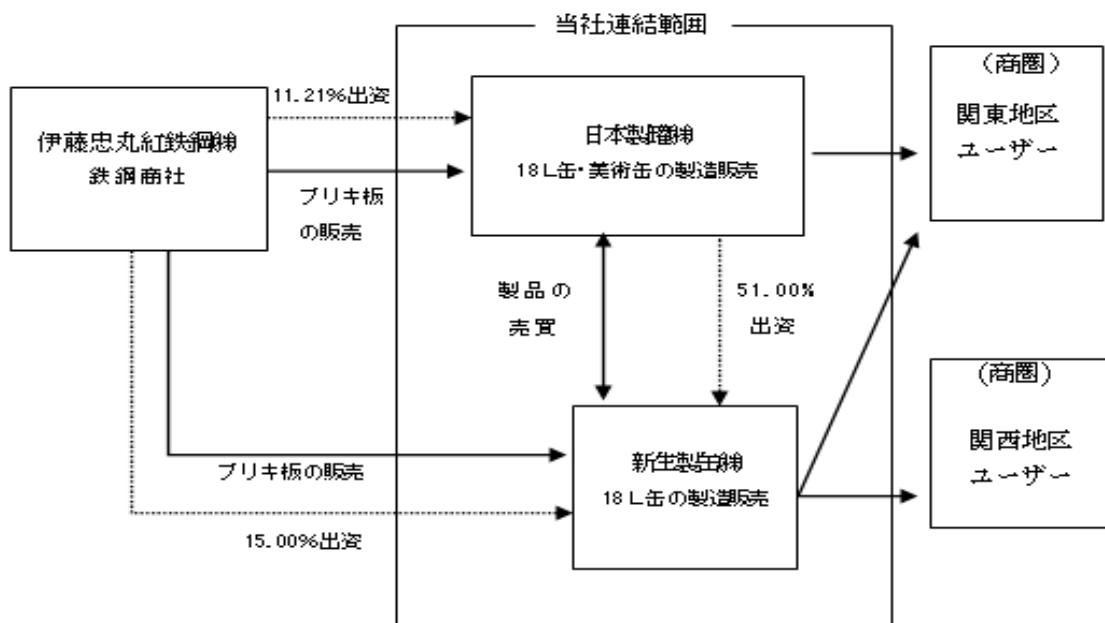 当社連結範囲
伊藤忠丸紅鉄鋼㈱
鉄鋼商社
11.21%出資
ブリキ板
の販売
日本製罐㈱
18L缶・美術缶の製造販売
(商圏)
関東地区
ユーザー
製品の
売買
51.00%
出資
ブリキ板の販売
15.00%出資
新生製缶㈱
18L缶の製造販売
(商圏)
関西地区
ユーザー